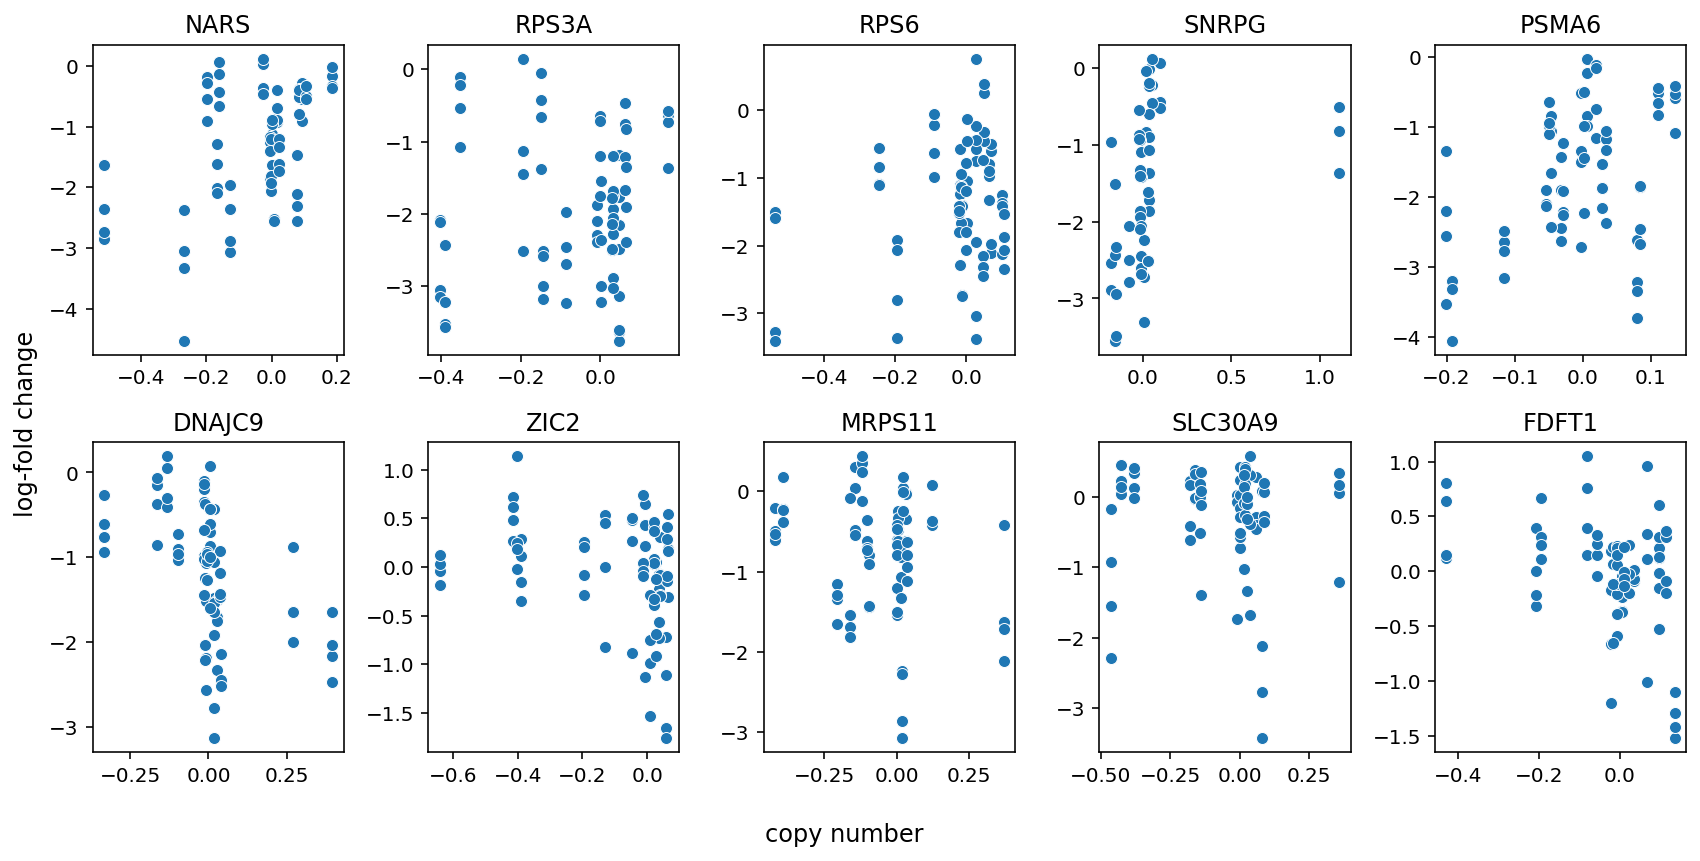 NARS RPS3A RPS6 SNRPG PSMA6
0 0 0 0 0
−1 −1 −1 −1 −1
−2 −2 −2 −2 −2
−3 −3 −3 −3 −3
−4 −4
−0.4 −0.2 0.0 0.2 −0.4 −0.2 0.0 −0.4 −0.2 0.0 0.0 0.5 1.0 −0.2 −0.1 0.0 0.1
log-fold change
DNAJC9 ZIC2 MRPS11 SLC30A9 FDFT1
0 1.0 0 0 1.0
−1 0.5 −1 −1 0.5
−2 0.0 −2 −2 0.0
−3 −0.5 −3 −3 −0.5
−1.0 −1.0
−1.5 −1.5
−0.25 0.00 0.25 −0.6 −0.4 −0.2 0.0 −0.25 0.00 0.25 −0.50 −0.25 0.00 0.25 −0.4 −0.2 0.0
copy number